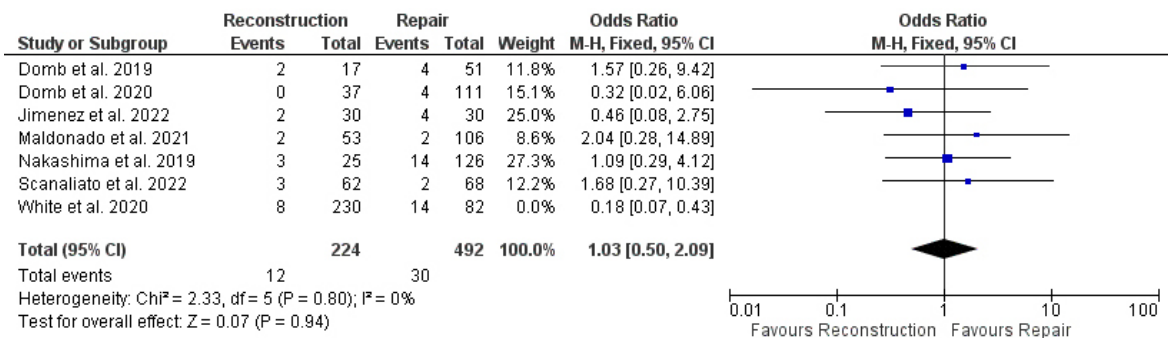 Reconstruction Repair Odds Ratio Odds Ratio
Study or Subgroup Events Total Events Total Weight M-H, Fixed, 95% CI M-H, Fixed, 95% CI
Domb et al. 2019 2 17 4 51 11.8% 1.57 [0.26, 9.42]
Domb et al. 2020 0 37 4 111 15.1% 0.32 [0.02, 6.06]
Jimenez et al. 2022 2 30 4 30 25.0% 0.46 [0.08, 2.75]
Maldonado et al. 2021 2 53 2 106 8.6% 2.04 [0.28, 14.89]
Nakashima et al. 2019 3 25 14 126 27.3% 1.09 [0.29, 4.12]
Scanaliato et al. 2022 3 62 2 68 12.2% 1.68 [0.27, 10.39]
White et al. 2020 8 230 14 82 0.0% 0.18 [0.07, 0.43]
Total (95% CI) 224 492 100.0% 1.03 [0.50, 2.09]
Total events 12 30
Heterogeneity: Chi² = 2.33, df = 5 (P = 0.80); I² = 0%
Test for overall effect: Z = 0.07 (P = 0.94)
0.01 0.1 1 10 100
Favours Reconstruction Favours Repair